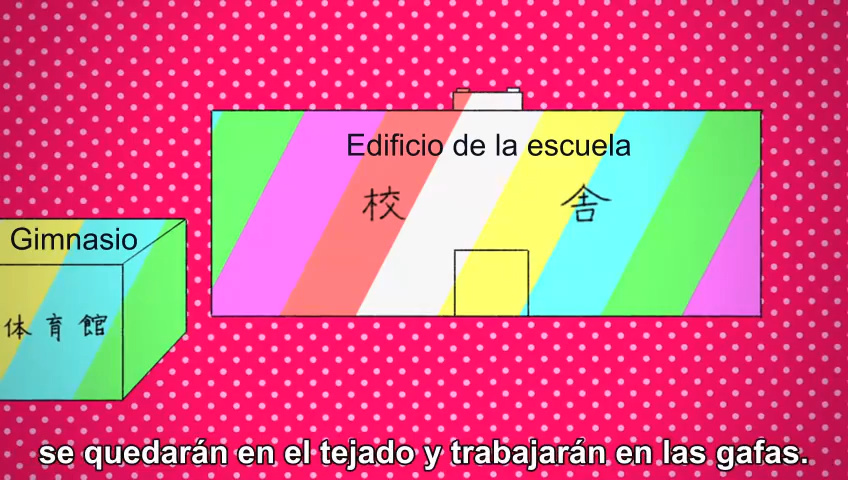 Edificio de la escuela
校舎
Gimnasio
体育館
se quedarán en el tejado y trabajarán en las gafas.